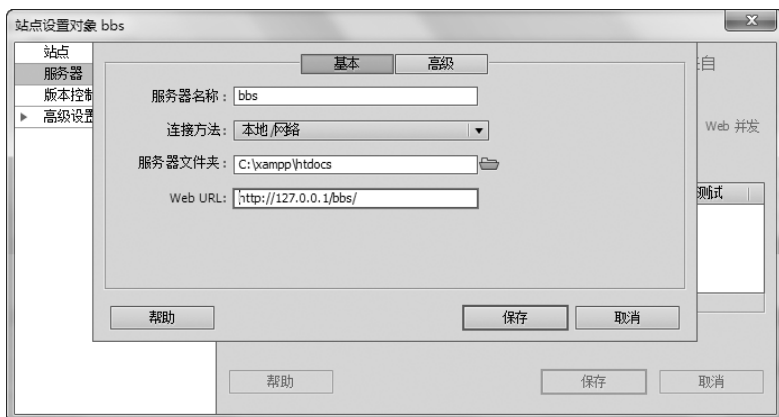 站点设置对象 bbs
站点
服务器
版本控制
高级设置
基本
高级
服务器名称： bbs
连接方法： 本地/网络
服务器文件夹： C:\xampp\htdocs
Web URL: http://127.0.0.1/bbs/
帮助
保存
取消
自
Web 并发
测试
帮助
保存
取消